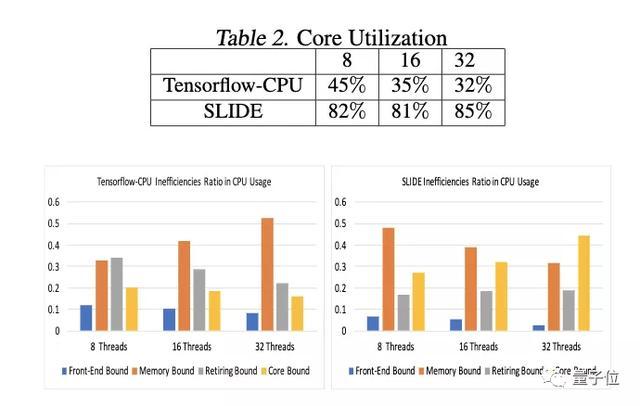 Table 2. Core Utilization
8 16 32
Tensorflow-CPU 45% 35% 32%
SLIDE 82% 81% 85%
Tensorflow-CPU Inefficiencies Ratio in CPU Usage
0.6
0.5
0.4
0.3
0.2
0.1
0
8 Threads 16 Threads 32 Threads
Front-End Bound Memory Bound Retiring Bound Core Bound
SLIDE Inefficiencies Ratio in CPU Usage
0.6
0.5
0.4
0.3
0.2
0.1
0
8 Threads 16 Threads 32 Threads
Front-End Bound Memory Bound Retiring Bound Core Bound
量子位